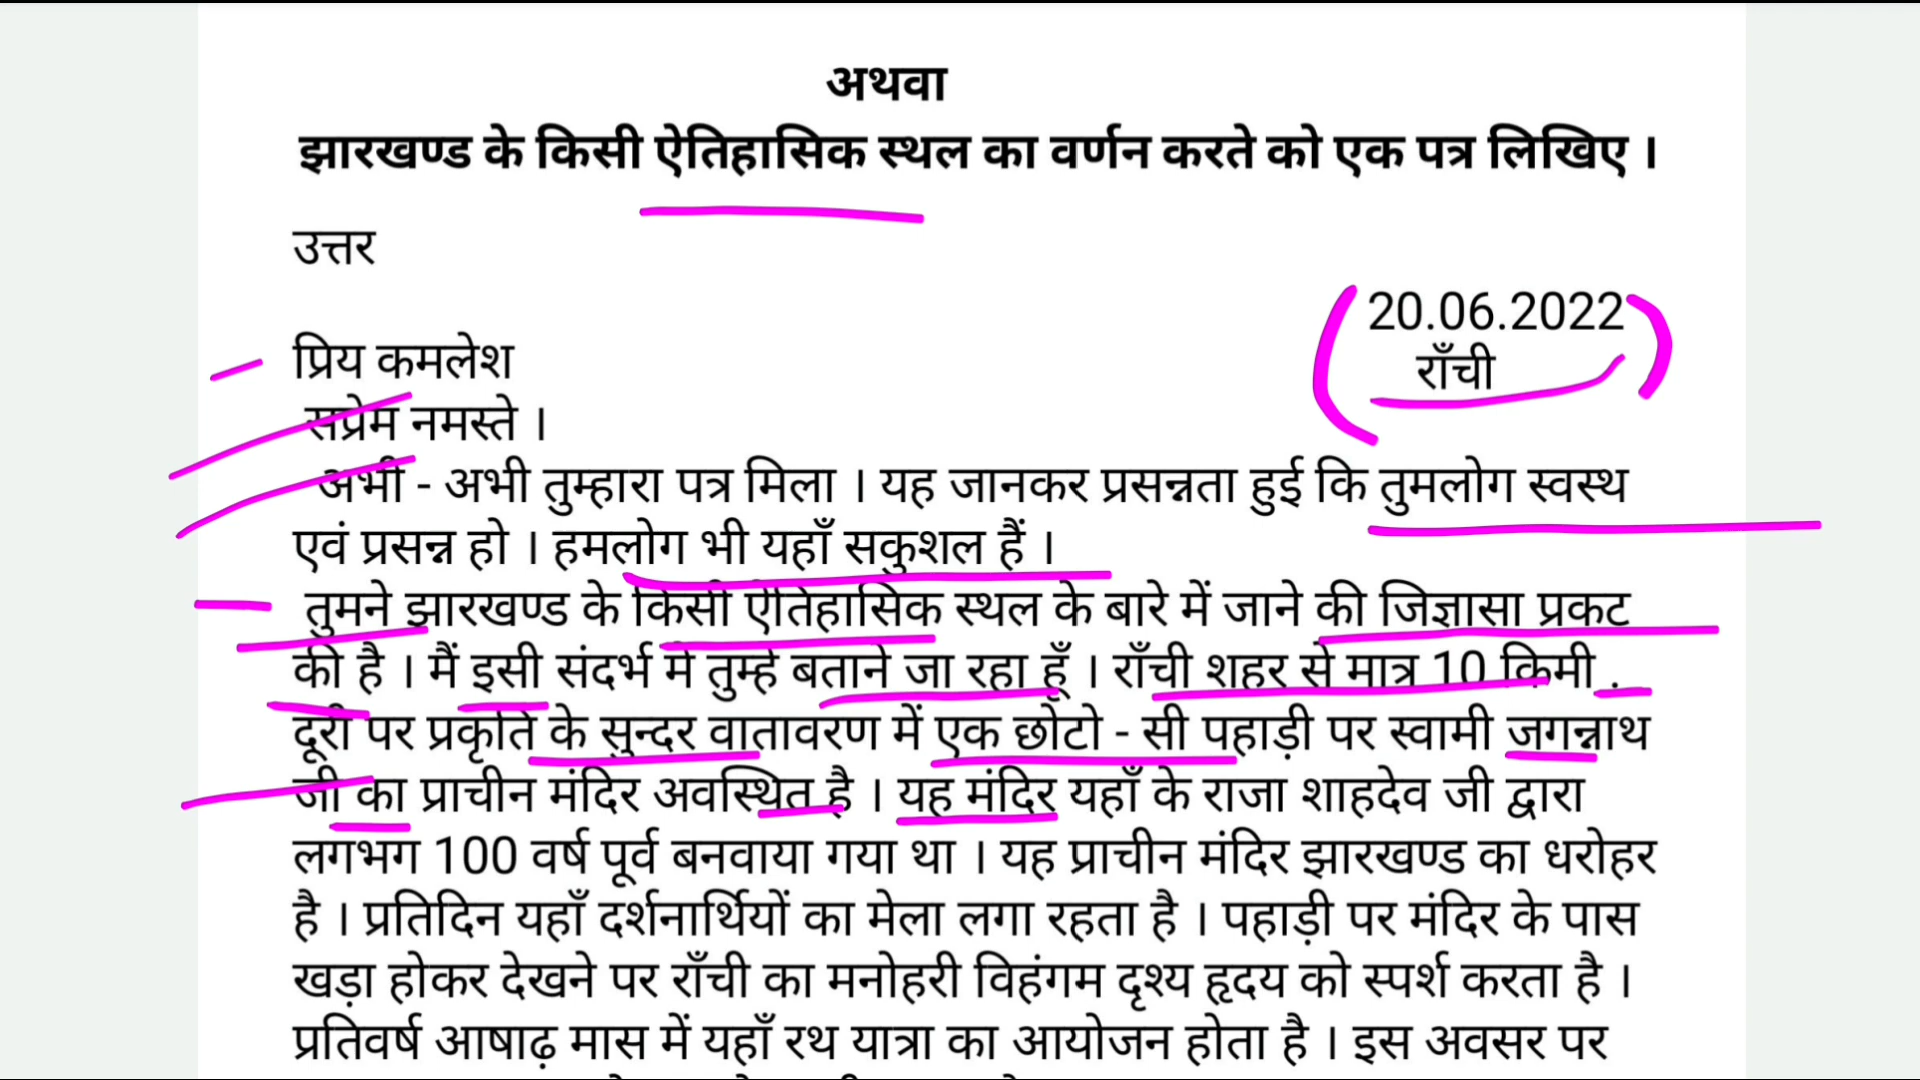 अथवा
झारखण्ड के किसी ऐतिहासिक स्थल का वर्णन करते को एक पत्र लिखिए ।
उत्तर
20.06.2022
राँची
प्रिय कमलेश
सप्रेम नमस्ते ।
अभी - अभी तुम्हारा पत्र मिला । यह जानकर प्रसन्नता हुई कि तुमलोग स्वस्थ
एवं प्रसन्न हो । हमलोग भी यहाँ सकुशल हैं ।
तुमने झारखण्ड के किसी ऐतिहासिक स्थल के बारे में जाने की जिज्ञासा प्रकट
की है । मैं इसी संदर्भ में तुम्हे बताने जा रहा हूँ । राँची शहर से मात्र 10 किमी .
दूरी पर प्रकृति के सुन्दर वातावरण में एक छोटो - सी पहाड़ी पर स्वामी जगन्नाथ
जी का प्राचीन मंदिर अवस्थित है । यह मंदिर यहाँ के राजा शाहदेव जी द्वारा
लगभग 100 वर्ष पूर्व बनवाया गया था । यह प्राचीन मंदिर झारखण्ड का धरोहर
है । प्रतिदिन यहाँ दर्शनार्थियों का मेला लगा रहता है । पहाड़ी पर मंदिर के पास
खड़ा होकर देखने पर राँची का मनोहरी विहंगम दृश्य हृदय को स्पर्श करता है ।
प्रतिवर्ष आषाढ़ मास में यहाँ रथ यात्रा का आयोजन होता है । इस अवसर पर